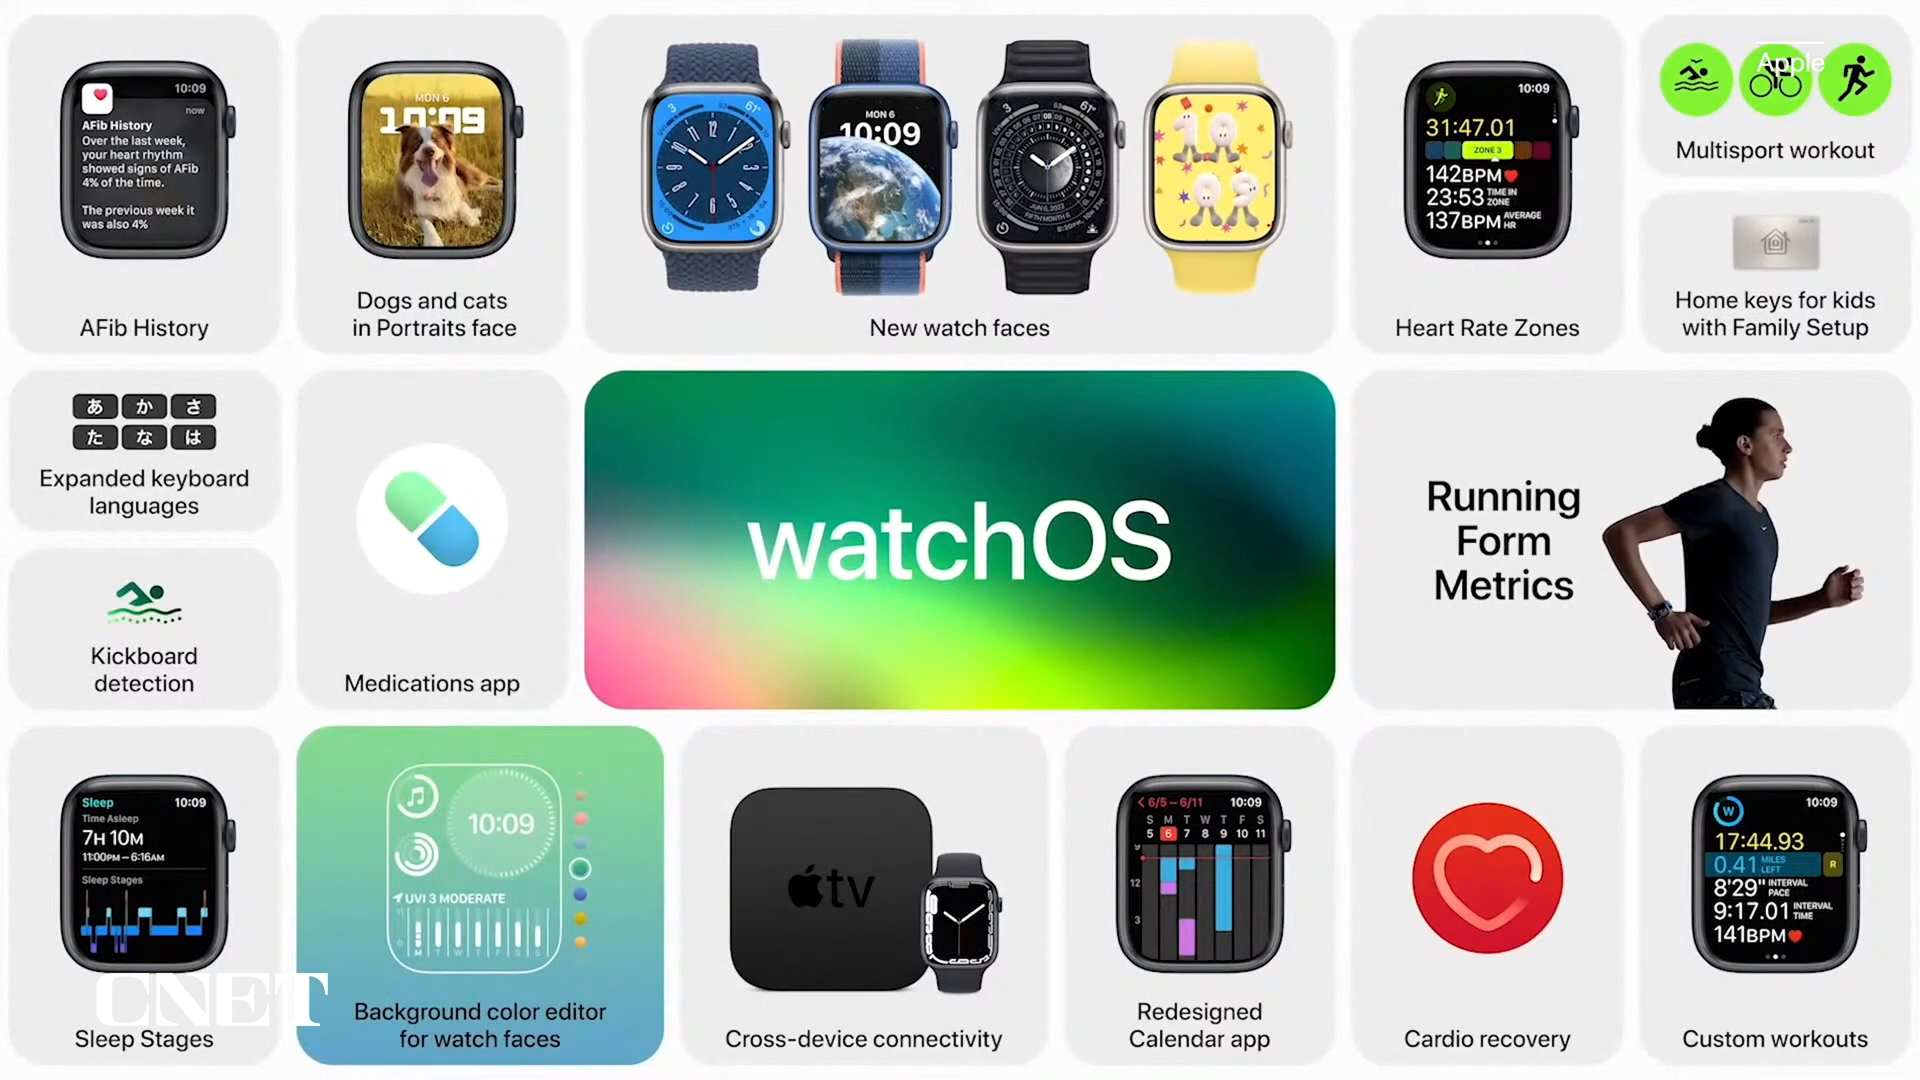 10:09
now
AFib History
Over the last week,
your heart rhythm
showed signs of AFib
4% of the time.
The previous week it
was also 4%
AFib History
MON 6
10:09
Dogs and cats
in Portraits face
MON 6
10:09
JUN 6, 2022
New watch faces
10:09
31:47.01
ZONE 3
142BPM
23:53 TIME IN ZONE
137BPM AVERAGE HR
Heart Rate Zones
Apple
Multisport workout
Home keys for kids
with Family Setup
あ か さ
た な は
Expanded keyboard
languages
Kickboard
detection
Medications app
watchOS
Running
Form
Metrics
Sleep 10:09
Time Asleep
7H 10M
11:00PM – 6:16AM
Sleep Stages
CNET
Sleep Stages
10:09
UVI 3 MODERATE
M T W T F S S
Background color editor
for watch faces
tv
Cross-device connectivity
6/5 – 6/11 10:09
S M T W T F S
5 6 7 8 9 10 11
9
12
3
Redesigned
Calendar app
Cardio recovery
W 10:09
17:44.93
0.41 MILES LEFT R
8'29" INTERVAL PACE
9:17.01 INTERVAL TIME
141BPM
Custom workouts